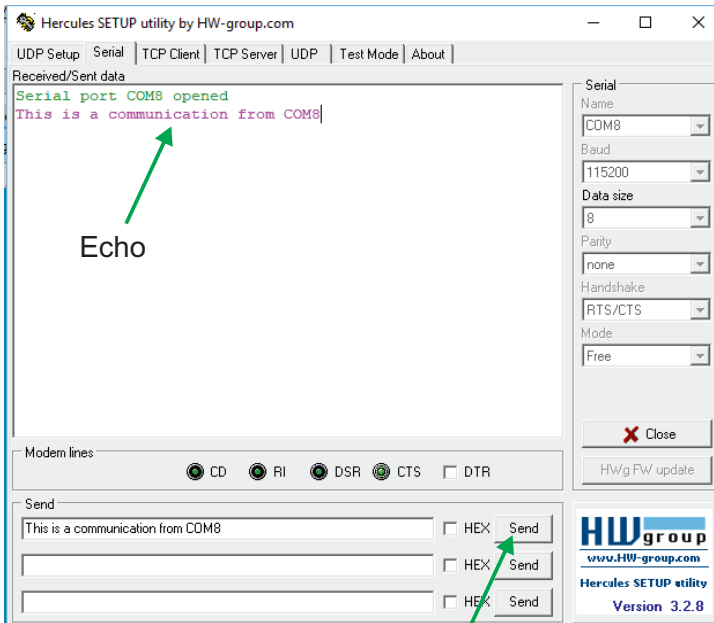 Hercules SETUP utility by HW-group.com
UDP Setup Serial TCP Client TCP Server UDP Test Mode About
Received/Sent data
Serial port COM8 opened
This is a communication from COM8
Echo
Serial
Name
COM8
Baud
115200
Data size
8
Parity
none
Handshake
RTS/CTS
Mode
Free
Close
HWg FW update
Modem lines
CD RI DSR CTS DTR
Send
This is a communication from COM8 HEX Send
HEX Send
HEX Send
HW group
www.HW-group.com
Hercules SETUP utility
Version 3.2.8